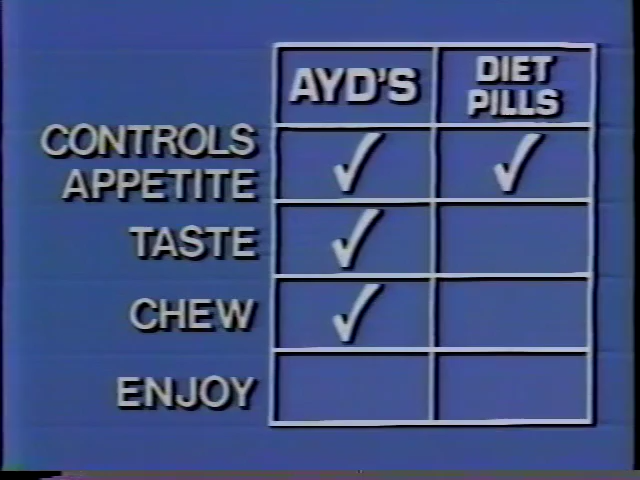 AYD'S
DIET
PILLS
CONTROLS
APPETITE
✓ ✓
TASTE ✓
CHEW ✓
ENJOY